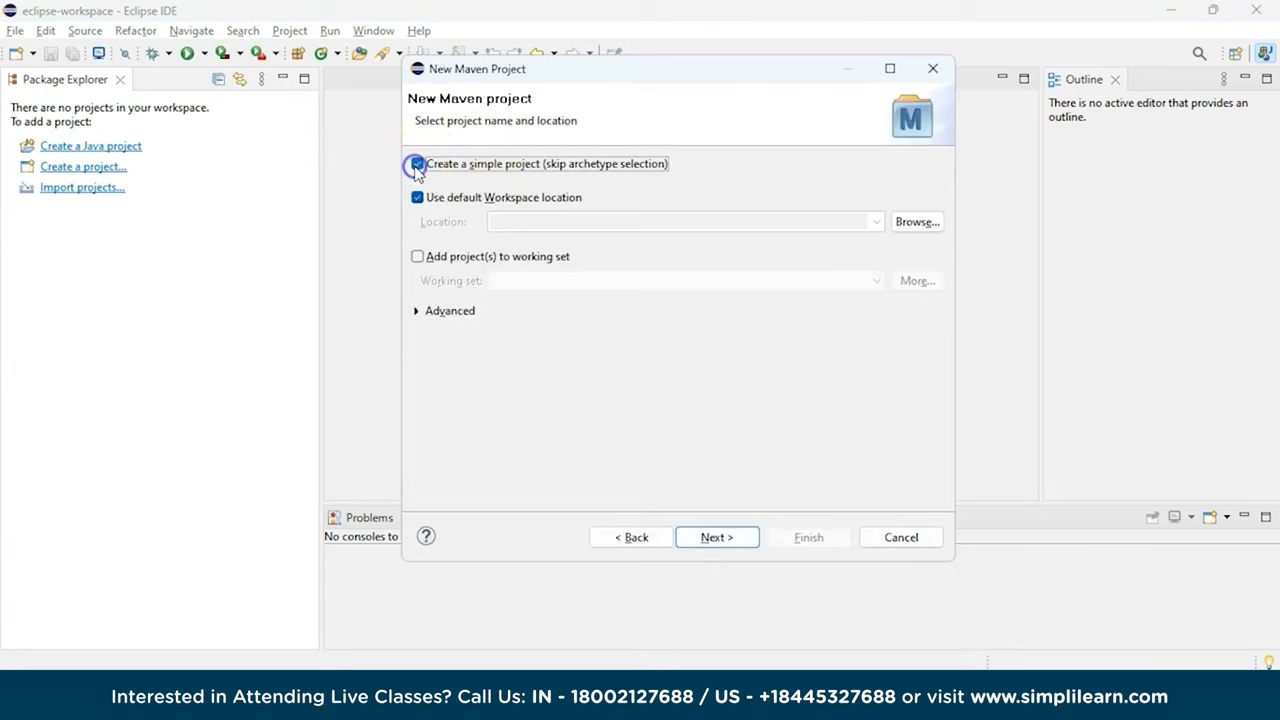 eclipse-workspace - Eclipse IDE
File Edit Source Refactor Navigate Search Project Run Window Help
Package Explorer
There are no projects in your workspace.
To add a project:
Create a Java project
Create a project...
Import projects...
New Maven Project
New Maven project
Select project name and location
M
Create a simple project (skip archetype selection)
Use default Workspace location
Location: Browse...
Add project(s) to working set
Working set: More...
Advanced
< Back Next > Finish Cancel
Outline
There is no active editor that provides an
outline.
Problems
No consoles to
Interested in Attending Live Classes? Call Us: IN - 18002127688 / US - +18445327688 or visit www.simplilearn.com